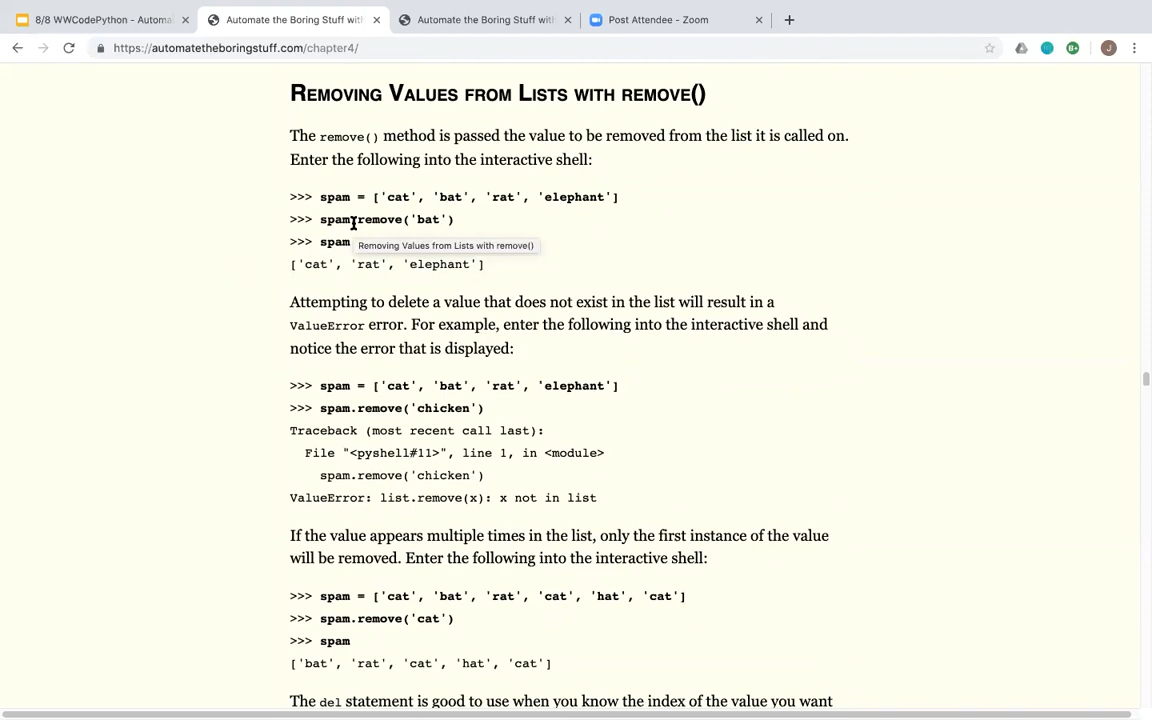 8/8 WWCodePython - Automa
Automate the Boring Stuff wit
Automate the Boring Stuff wit
Post Attendee - Zoom
https://automatetheboringstuff.com/chapter4/
J
REMOVING VALUES FROM LISTS WITH REMOVE()
The remove() method is passed the value to be removed from the list it is called on.
Enter the following into the interactive shell:
>>> spam = ['cat', 'bat', 'rat', 'elephant']
>>> spam.remove('bat')
>>> spam
Removing Values from Lists with remove()
['cat', 'rat', 'elephant']
Attempting to delete a value that does not exist in the list will result in a
ValueError error. For example, enter the following into the interactive shell and
notice the error that is displayed:
>>> spam = ['cat', 'bat', 'rat', 'elephant']
>>> spam.remove('chicken')
Traceback (most recent call last):
File "<pyshell#11>", line 1, in <module>
spam.remove('chicken')
ValueError: list.remove(x): x not in list
If the value appears multiple times in the list, only the first instance of the value
will be removed. Enter the following into the interactive shell:
>>> spam = ['cat', 'bat', 'rat', 'cat', 'hat', 'cat']
>>> spam.remove('cat')
>>> spam
['bat', 'rat', 'cat', 'hat', 'cat']
The del statement is good to use when you know the index of the value you want